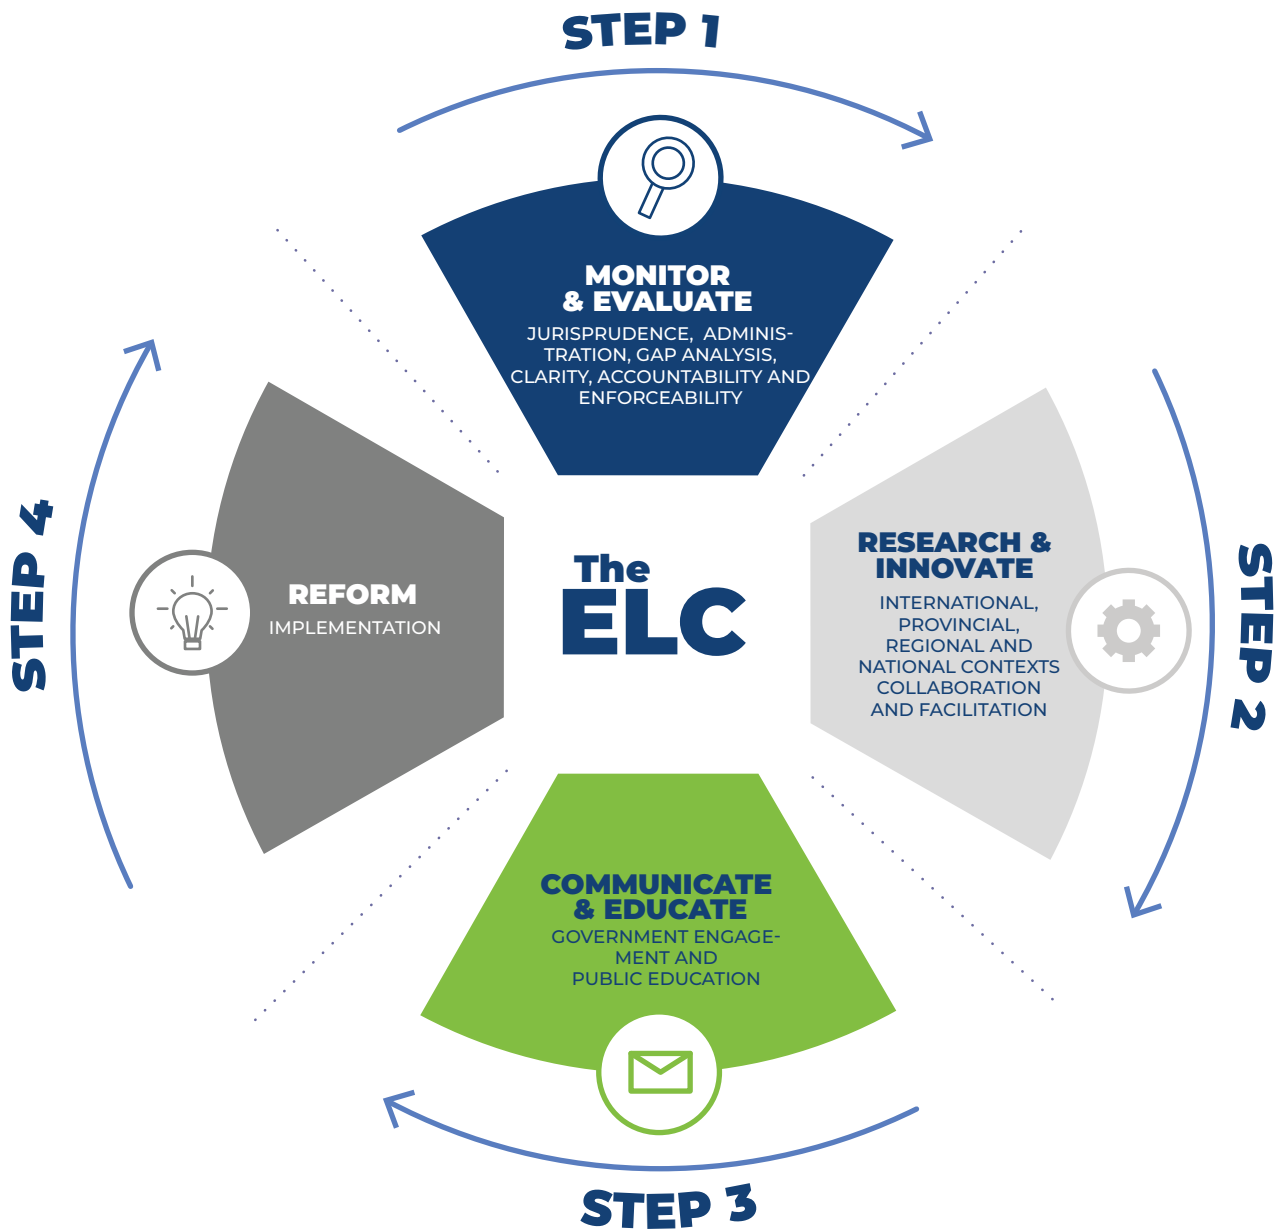 STEP 1
MONITOR
& EVALUATE
JURISPRUDENCE, ADMINIS-
TRATION, GAP ANALYSIS,
CLARITY, ACCOUNTABILITY AND
ENFORCEABILITY
STEP 2
RESEARCH &
INNOVATE
INTERNATIONAL,
PROVINCIAL,
REGIONAL AND
NATIONAL CONTEXTS
COLLABORATION
AND FACILITATION
The
ELC
STEP 3
COMMUNICATE
& EDUCATE
GOVERNMENT ENGAGE-
MENT AND
PUBLIC EDUCATION
STEP 4
REFORM
IMPLEMENTATION